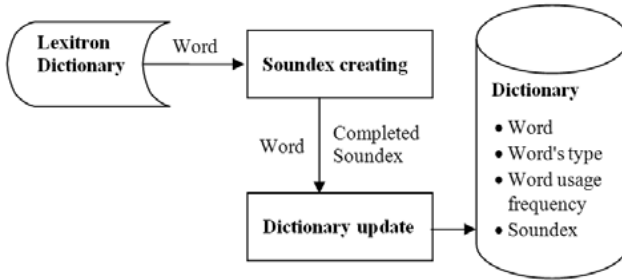 Lexitron
Dictionary
Word
Soundex creating
Word
Completed
Soundex
Dictionary update
Dictionary
• Word
• Word's type
• Word usage
frequency
• Soundex